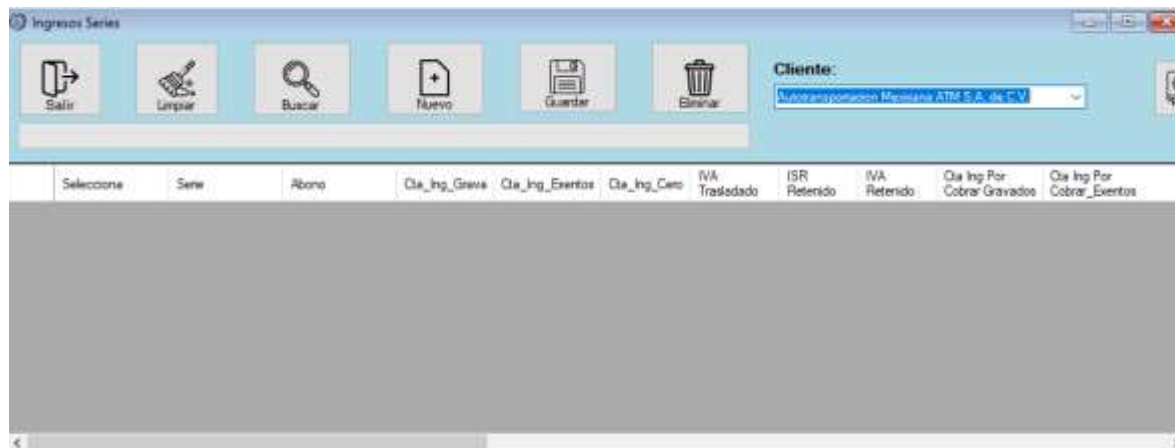 Ingresos Series
Salir
Limpiar
Buscar
Nuevo
Guardar
Eliminar
Cliente:
Autotransportacion Mexicana ATM S.A. de C.V.
Selecciona
Serie
Abono
Cta_Ing_Grava
Cta_Ing_Exentos
Cta_Ing_Cero
IVA
Trasladado
ISR
Retenido
IVA
Retenido
Cta Ing Por
Cobrar Gravados
Cta Ing Por
Cobrar_Exentos